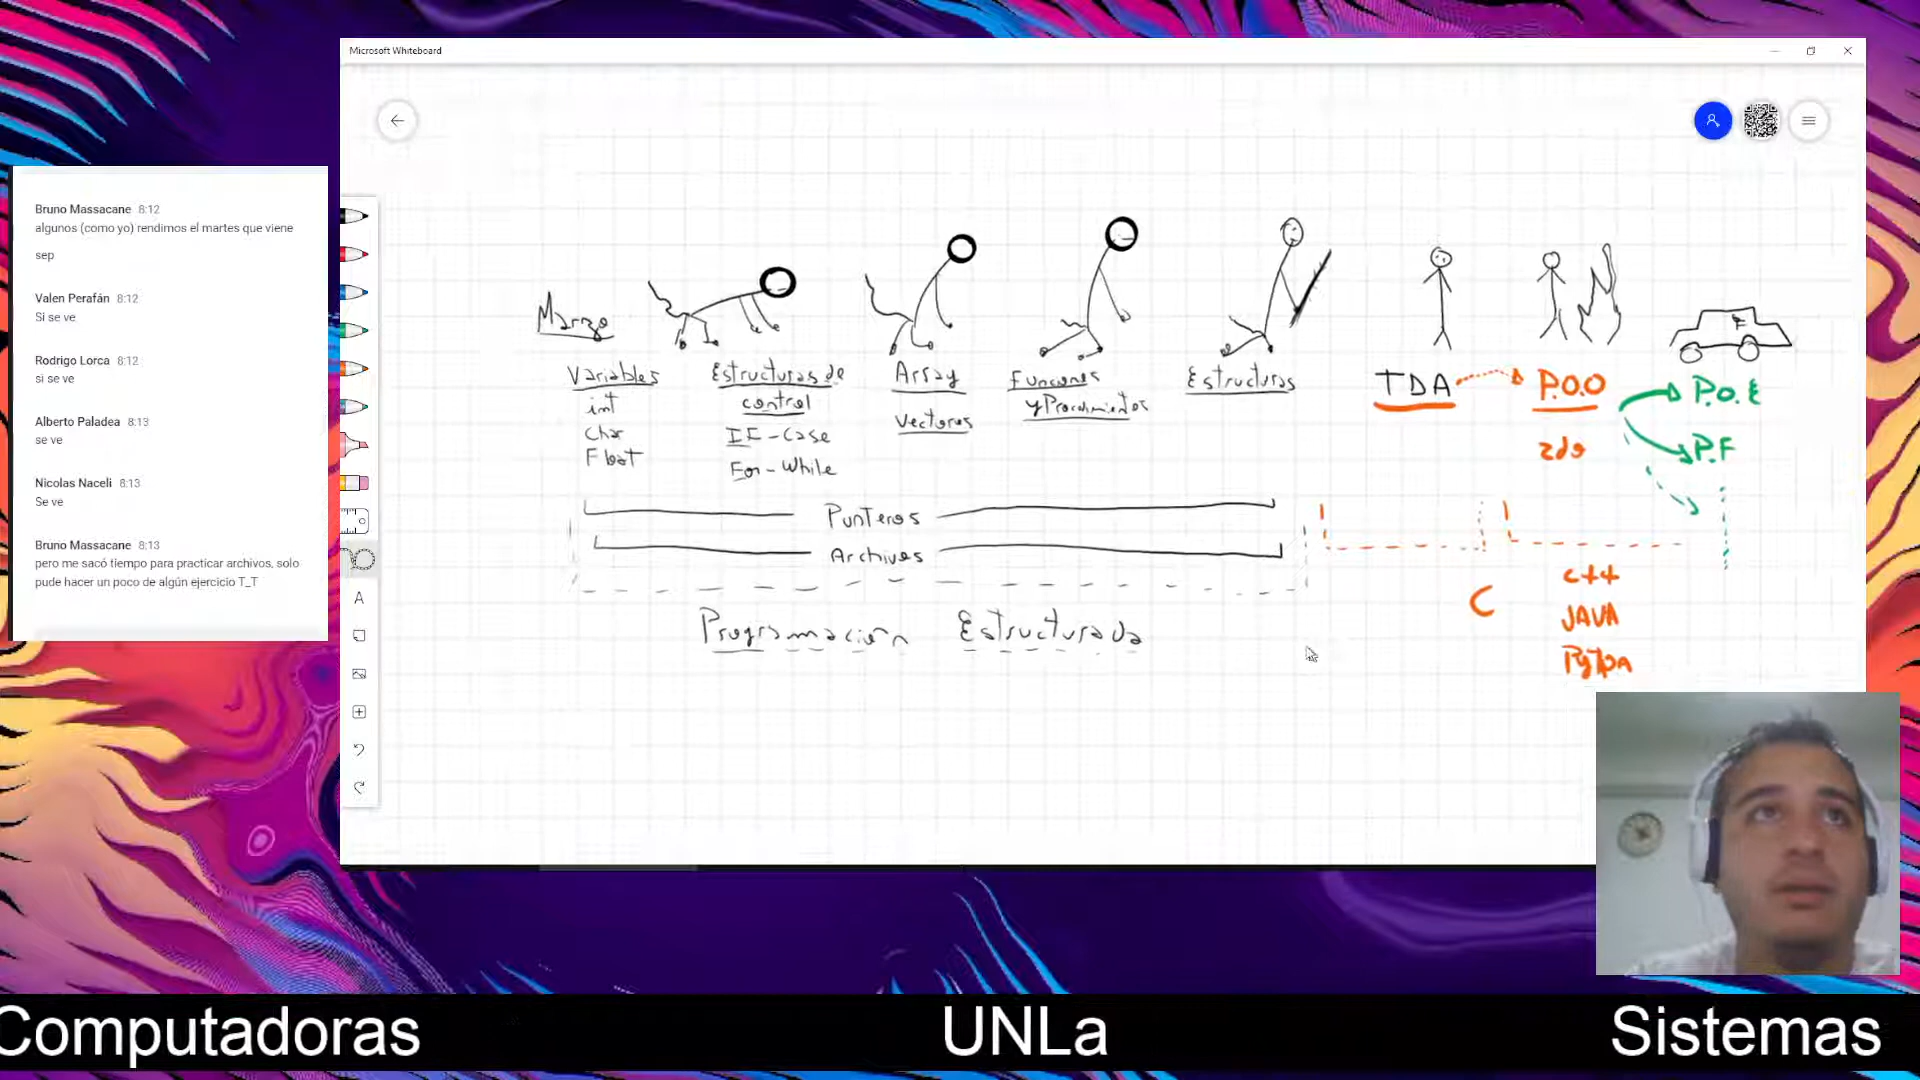 Microsoft Whiteboard
Bruno Massacane 8:12
algunos (como yo) rendimos el martes que viene
sep
Valen Perafán 8:12
Si se ve
Rodrigo Lorca 8:12
si se ve
Alberto Paladea 8:13
se ve
Nicolas Naceli 8:13
Se ve
Bruno Massacane 8:13
pero me sacó tiempo para practicar archivos, solo
pude hacer un poco de algún ejercicio T_T
A
Marzo
Variables
int
Char
Float
Estructuras de
control
IF - Case
For - While
Array
Vectores
Funciones
y Procedimientos
Estructuras
TDA
P.O.O
2do
P.O.E
P.F
F
Punteros
Archivos
Programación Estructurada
C
C++
JAVA
Python
Computadoras
UNLa
Sistemas